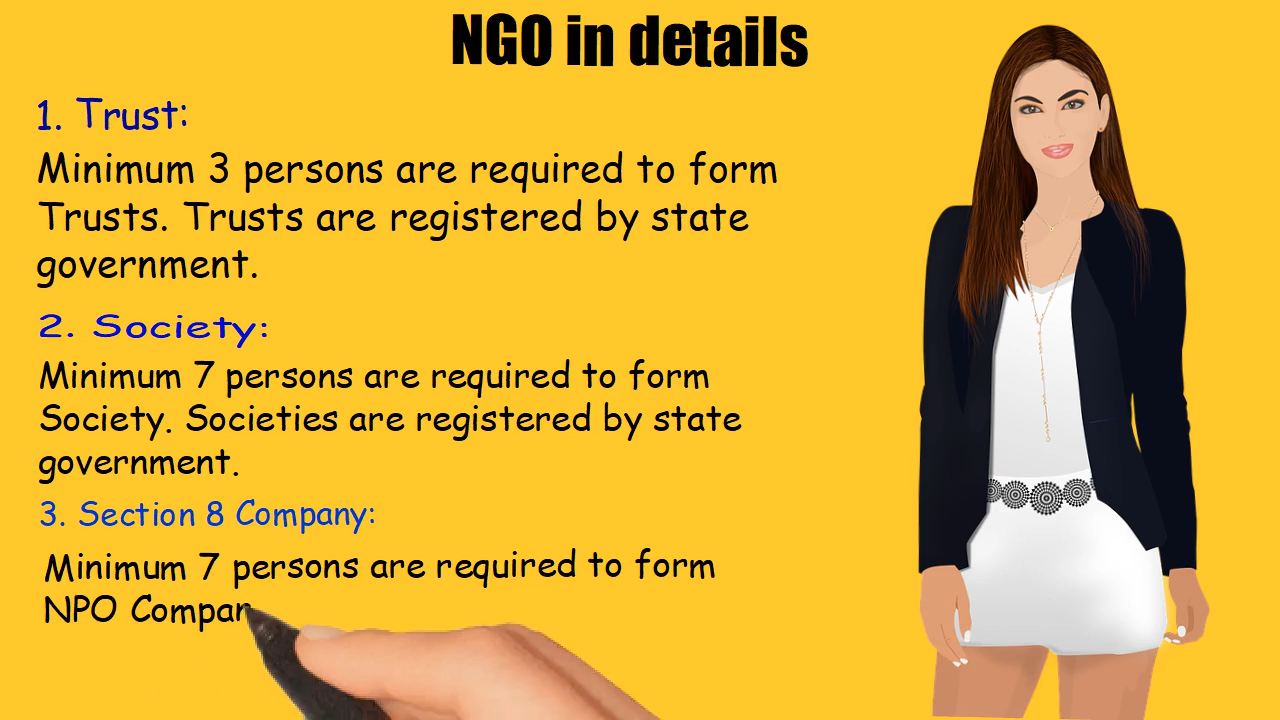 NGO in details
1. Trust:
Minimum 3 persons are required to form
Trusts. Trusts are registered by state
government.
2. Society:
Minimum 7 persons are required to form
Society. Societies are registered by state
government.
3. Section 8 Company:
Minimum 7 persons are required to form
NPO Compan